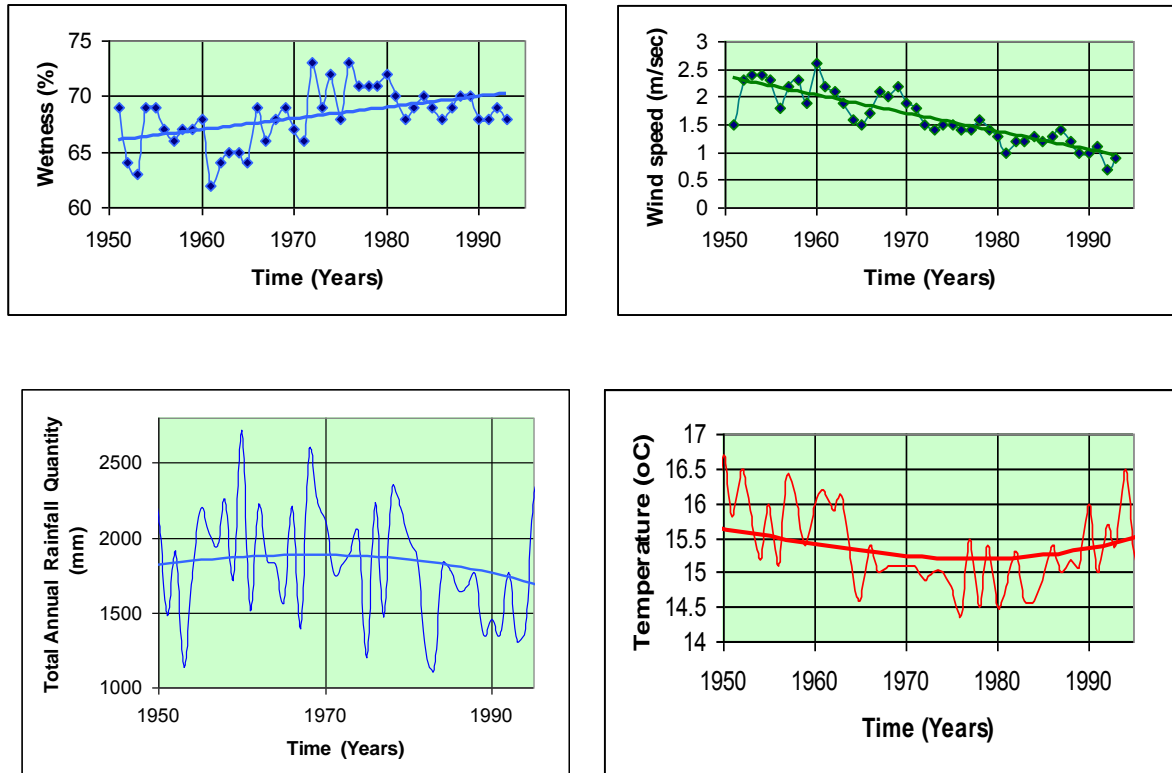 Wetness (%)
75
70
65
60
1950 1960 1970 1980 1990
Time (Years)
Wind speed (m/sec)
3
2.5
2
1.5
1
0.5
0
1950 1960 1970 1980 1990
Time (Years)
Total Annual Rainfall Quantity
(mm)
2500
2000
1500
1000
1950 1970 1990
Time (Years)
Temperature (oC)
17
16.5
16
15.5
15
14.5
14
1950 1960 1970 1980 1990
Time (Years)